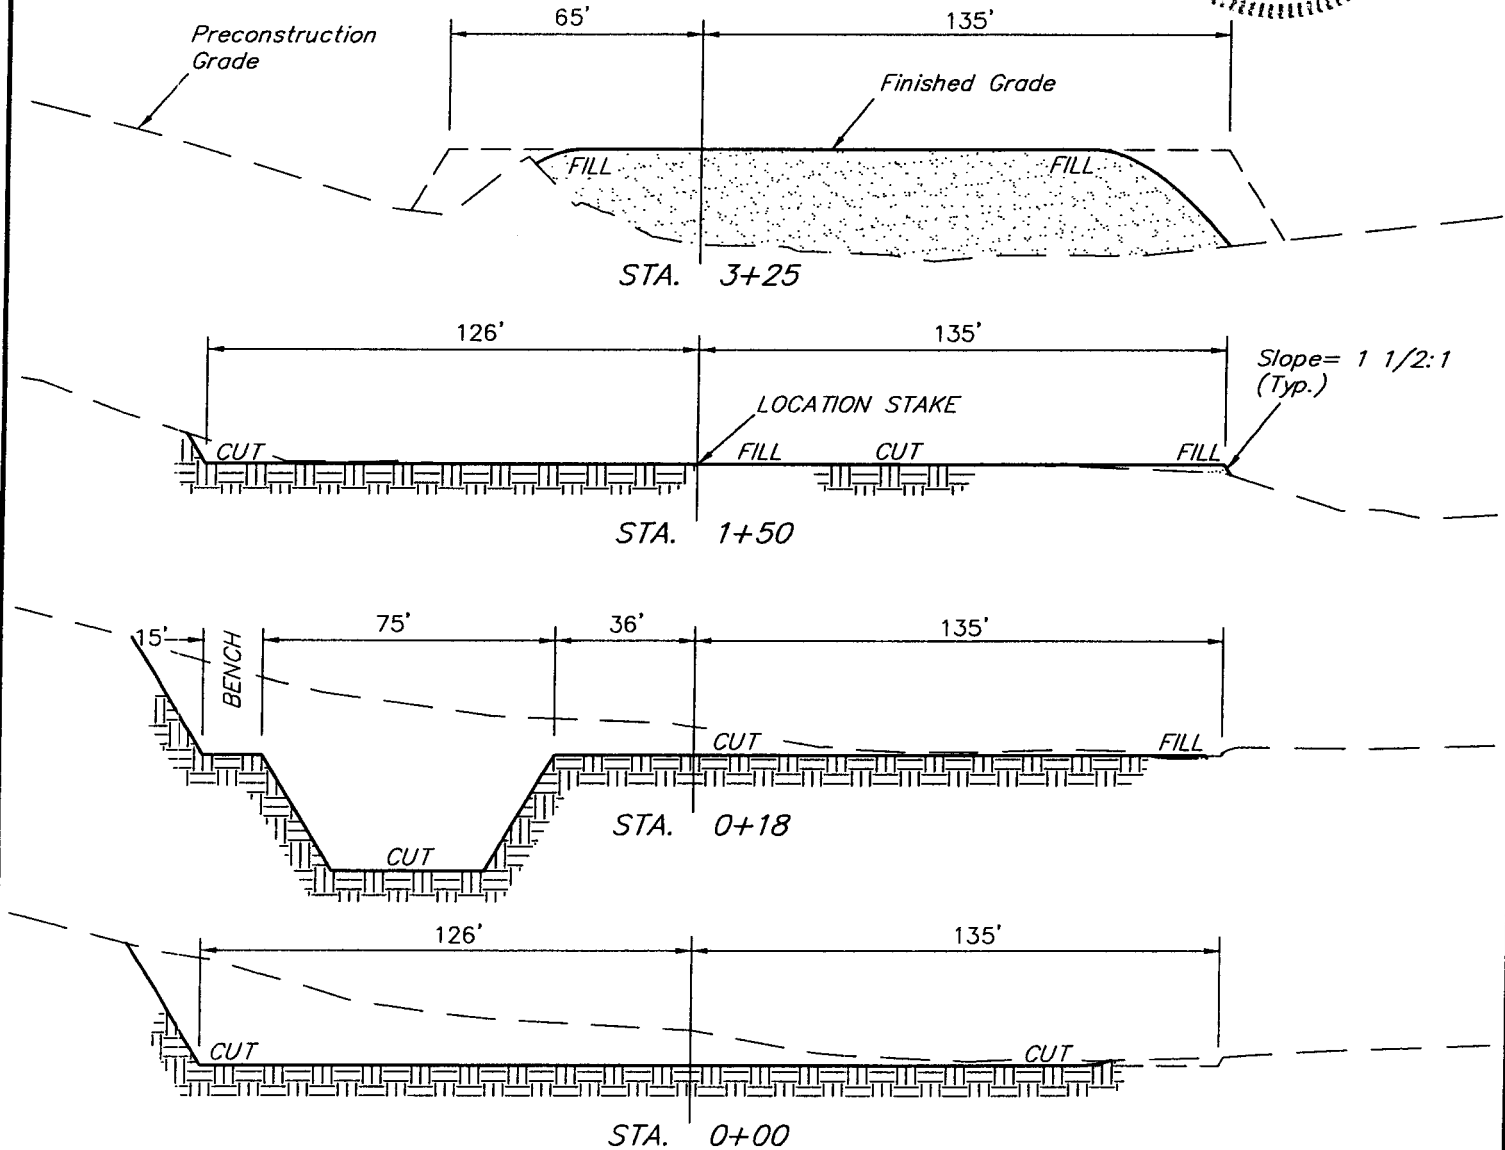 65'
135'
Preconstruction
Grade
Finished Grade
FILL
FILL
STA. 3+25
126'
135'
Slope= 1 1/2:1
(Typ.)
LOCATION STAKE
CUT
FILL
CUT
FILL
STA. 1+50
15'
BENCH
75'
36'
135'
CUT
FILL
STA. 0+18
CUT
126'
135'
CUT
CUT
STA. 0+00